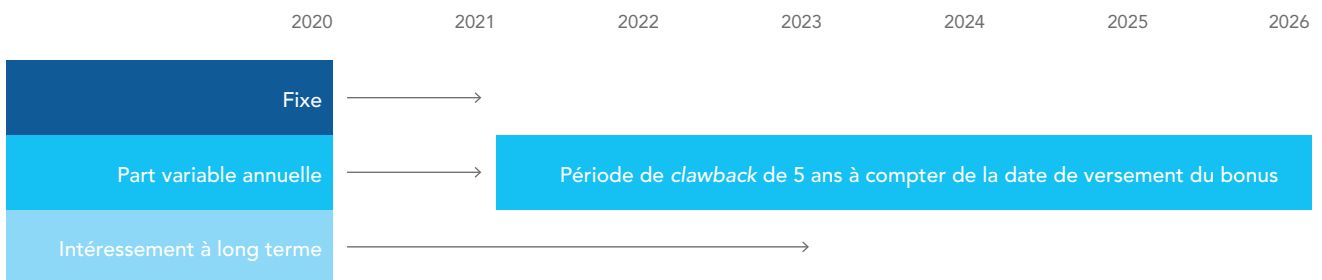 2020 2021 2022 2023 2024 2025 2026
Fixe
Part variable annuelle Période de clawback de 5 ans à compter de la date de versement du bonus
Intéressement à long terme